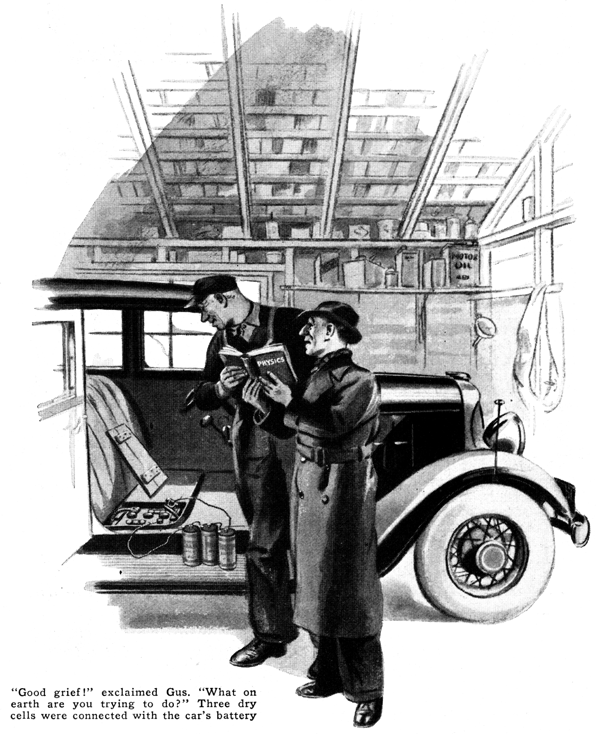 MOTOR
OIL
PHYSICS
"Good grief!" exclaimed Gus. "What on
earth are you trying to do?" Three dry
cells were connected with the car's battery